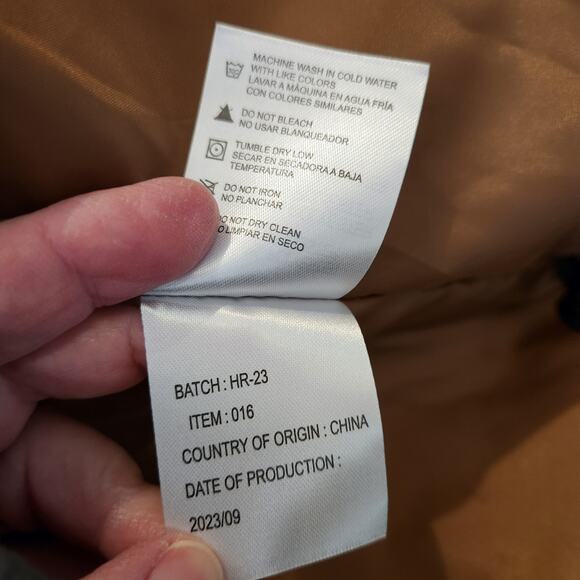 MACHINE WASH IN COLD WATER
WITH LIKE COLORS
LAVAR A MÁQUINA EN AGUA FRÍA
CON COLORES SIMILARES
DO NOT BLEACH
NO USAR BLANQUEADOR
TUMBLE DRY LOW
SECAR EN SECADORA A BAJA
TEMPERATURA
DO NOT IRON
NO PLANCHAR
DO NOT DRY CLEAN
NO LIMPIAR EN SECO
BATCH : HR-23
ITEM : 016
COUNTRY OF ORIGIN : CHINA
DATE OF PRODUCTION :
2023/09